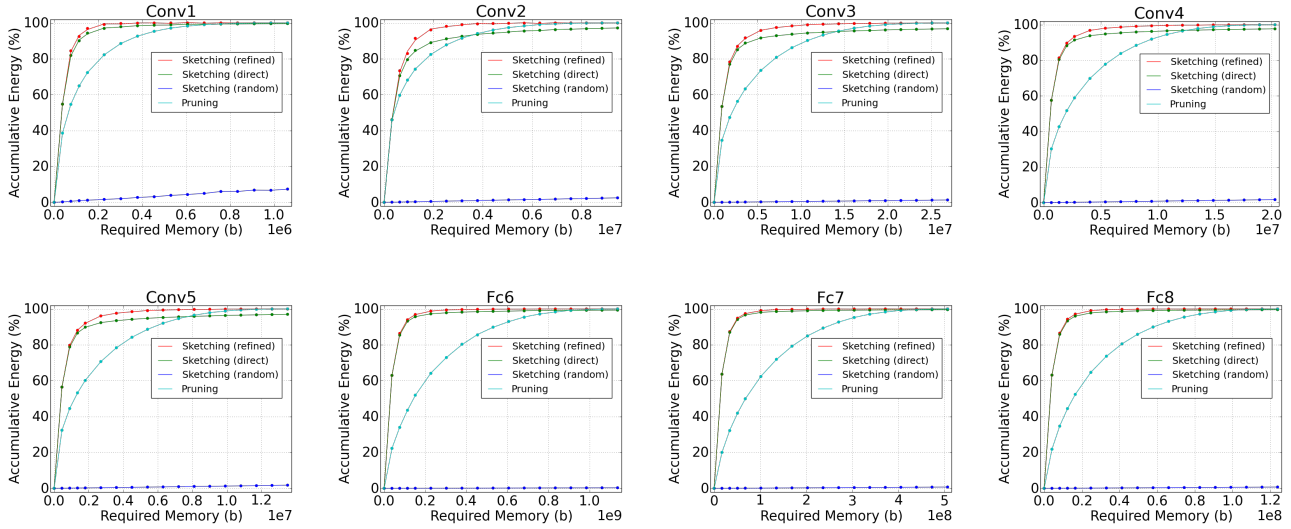 Conv1
Accumulative Energy (%)
100
80
60
40
20
0
Sketching (refined)
Sketching (direct)
Sketching (random)
Pruning
0.0 0.2 0.4 0.6 0.8 1.0
1e6
Required Memory (b)
Conv2
Accumulative Energy (%)
100
80
60
40
20
0
Sketching (refined)
Sketching (direct)
Sketching (random)
Pruning
0.0 0.2 0.4 0.6 0.8
1e7
Required Memory (b)
Conv3
Accumulative Energy (%)
100
80
60
40
20
0
Sketching (refined)
Sketching (direct)
Sketching (random)
Pruning
0.0 0.5 1.0 1.5 2.0 2.5
1e7
Required Memory (b)
Conv4
Accumulative Energy (%)
100
80
60
40
20
0
Sketching (refined)
Sketching (direct)
Sketching (random)
Pruning
0.0 0.5 1.0 1.5 2.0
1e7
Required Memory (b)
Conv5
Accumulative Energy (%)
100
80
60
40
20
0
Sketching (refined)
Sketching (direct)
Sketching (random)
Pruning
0.0 0.2 0.4 0.6 0.8 1.0 1.2
1e7
Required Memory (b)
Fc6
Accumulative Energy (%)
100
80
60
40
20
0
Sketching (refined)
Sketching (direct)
Sketching (random)
Pruning
0.0 0.2 0.4 0.6 0.8 1.0
1e9
Required Memory (b)
Fc7
Accumulative Energy (%)
100
80
60
40
20
0
Sketching (refined)
Sketching (direct)
Sketching (random)
Pruning
0 1 2 3 4 5
1e8
Required Memory (b)
Fc8
Accumulative Energy (%)
100
80
60
40
20
0
Sketching (refined)
Sketching (direct)
Sketching (random)
Pruning
0.0 0.2 0.4 0.6 0.8 1.0 1.2
1e8
Required Memory (b)